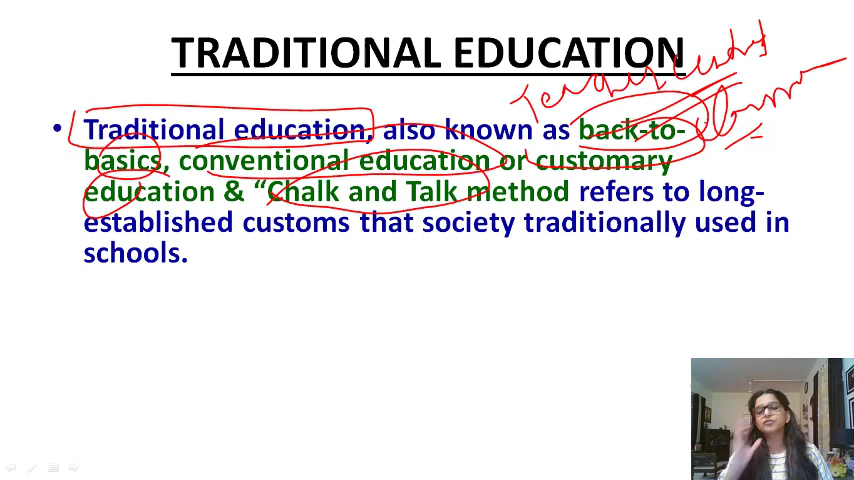 TRADITIONAL EDUCATION
Teacher centred
• Traditional education, also known as back-to-
basics, conventional education or customary
education & “Chalk and Talk method refers to long-
established customs that society traditionally used in
schools.